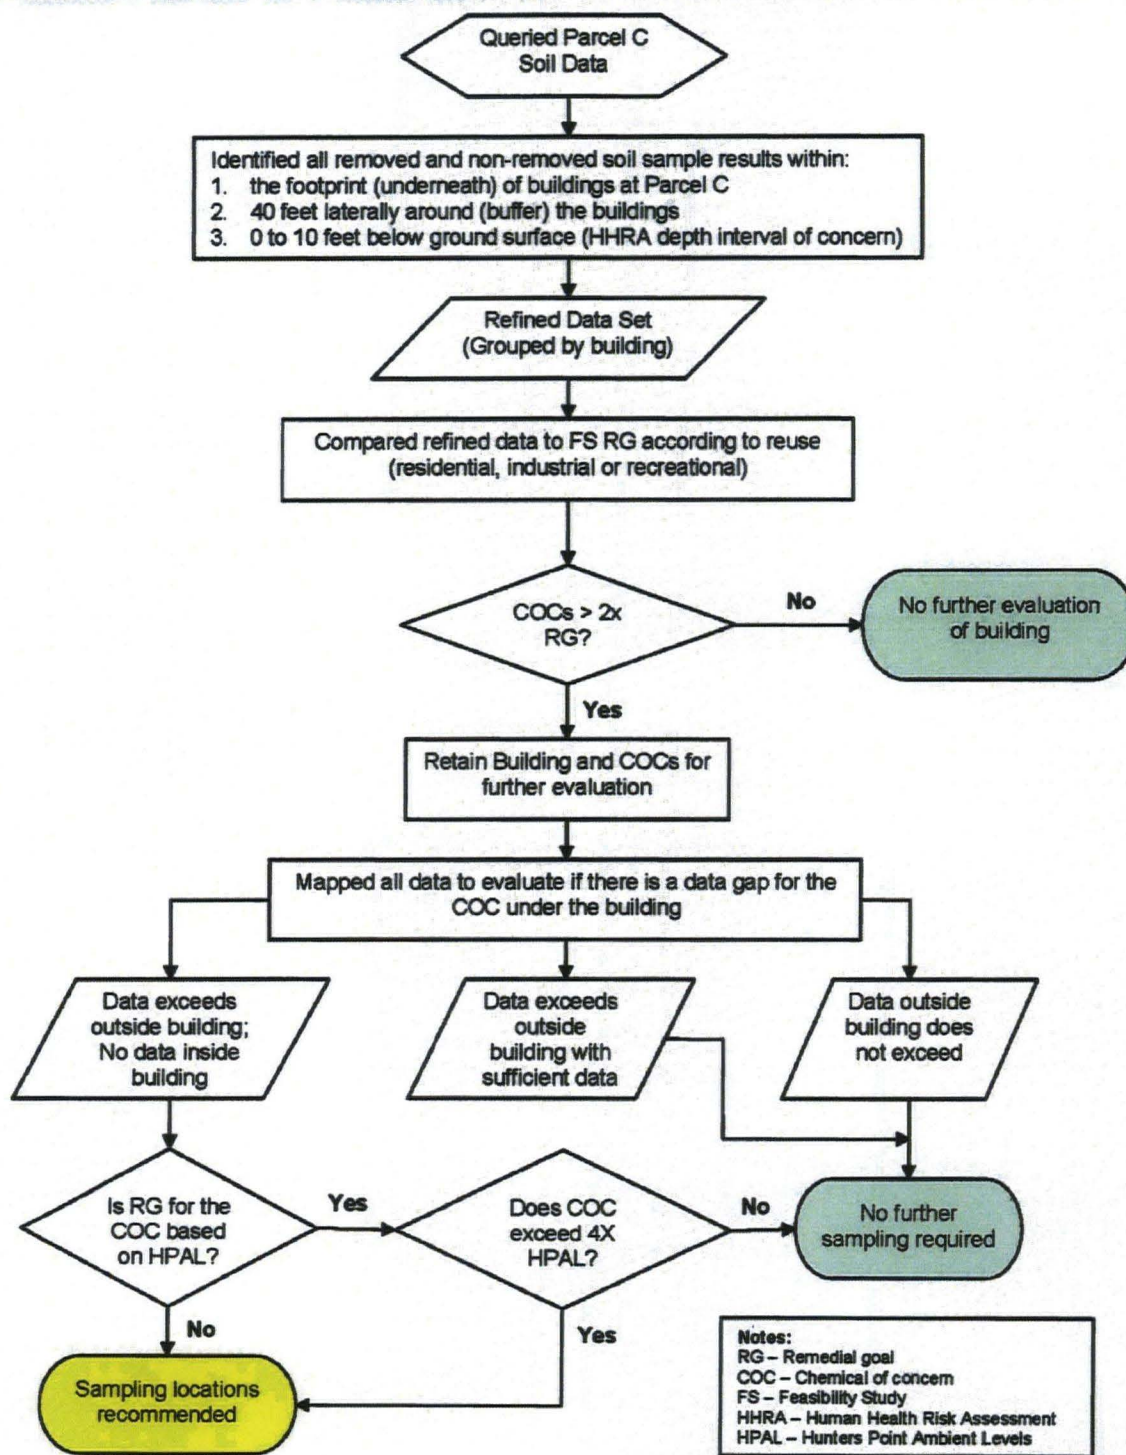 Queried Parcel C
Soil Data
Identified all removed and non-removed soil sample results within:
1. the footprint (underneath) of buildings at Parcel C
2. 40 feet laterally around (buffer) the buildings
3. 0 to 10 feet below ground surface (HHRA depth interval of concern)
Refined Data Set
(Grouped by building)
Compared refined data to FS RG according to reuse
(residential, industrial or recreational)
COCs > 2x
RG?
No
No further evaluation
of building
Yes
Retain Building and COCs for
further evaluation
Mapped all data to evaluate if there is a data gap for the
COC under the building
Data exceeds
outside building;
No data inside
building
Data exceeds
outside
building with
sufficient data
Data outside
building does
not exceed
Is RG for the
COC based
on HPAL?
Yes
Does COC
exceed 4X
HPAL?
No
No further
sampling required
No
Yes
Sampling locations
recommended
Notes:
RG – Remedial goal
COC – Chemical of concern
FS – Feasibility Study
HHRA – Human Health Risk Assessment
HPAL – Hunters Point Ambient Levels